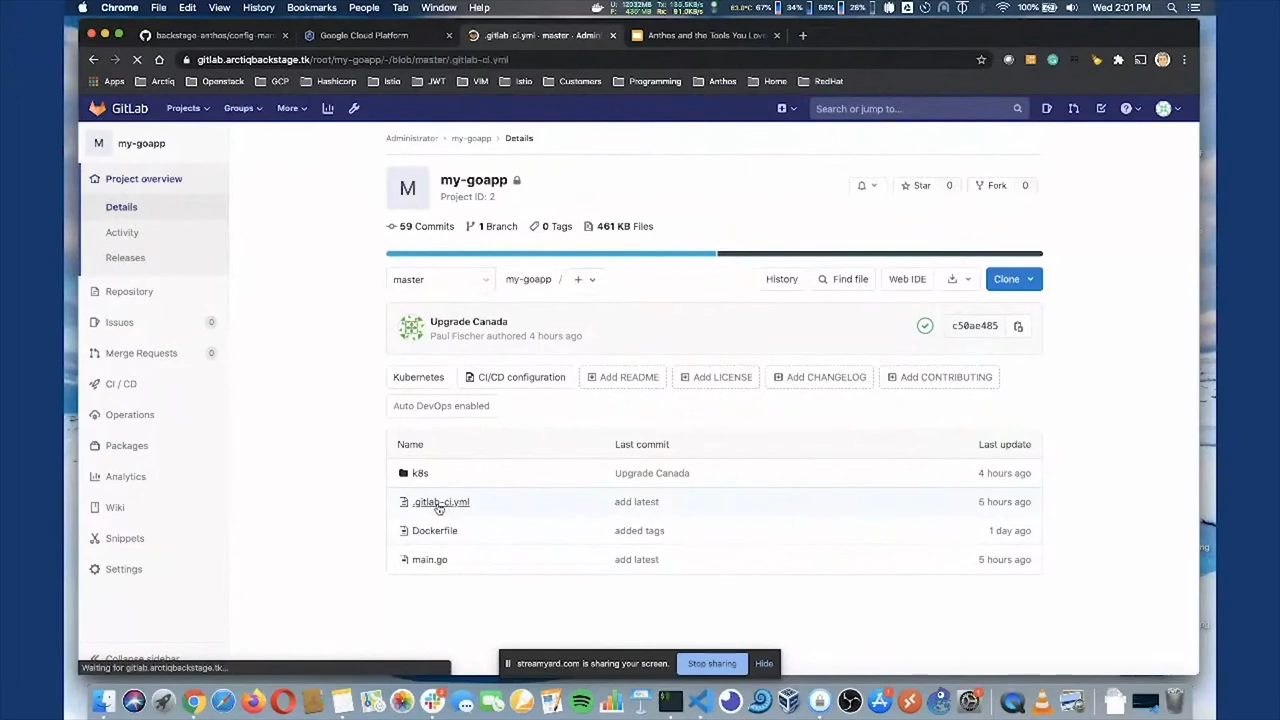 Chrome File Edit View History Bookmarks People Tab Window Help 100% Wed 2:01 PM
backstage-anthos/config-man Google Cloud Platform .gitlab-ci.yml · master · Admini Anthos and the Tools You Love
gitlab.arctiqbackstage.tk/root/my-goapp/-/blob/master/.gitlab-ci.yml
Apps Arctiq Openstack GCP Hashicorp Istio JWT VIM Istio Customers Programming Anthos Home RedHat
GitLab Projects Groups More Search or jump to...
M my-goapp
Administrator › my-goapp › Details
Project overview
Details
Activity
Releases
Repository
Issues 0
Merge Requests 0
CI / CD
Operations
Packages
Analytics
Wiki
Snippets
Settings
Collapse sidebar
M my-goapp
Project ID: 2
Star 0 Fork 0
59 Commits 1 Branch 0 Tags 461 KB Files
master my-goapp / + History Find file Web IDE Clone
Upgrade Canada
Paul Fischer authored 4 hours ago
c50ae485
Kubernetes CI/CD configuration Add README Add LICENSE Add CHANGELOG Add CONTRIBUTING
Auto DevOps enabled
Name Last commit Last update
k8s Upgrade Canada 4 hours ago
.gitlab-ci.yml add latest 5 hours ago
Dockerfile added tags 1 day ago
main.go add latest 5 hours ago
Waiting for gitlab.arctiqbackstage.tk...
streamyard.com is sharing your screen. Stop sharing Hide